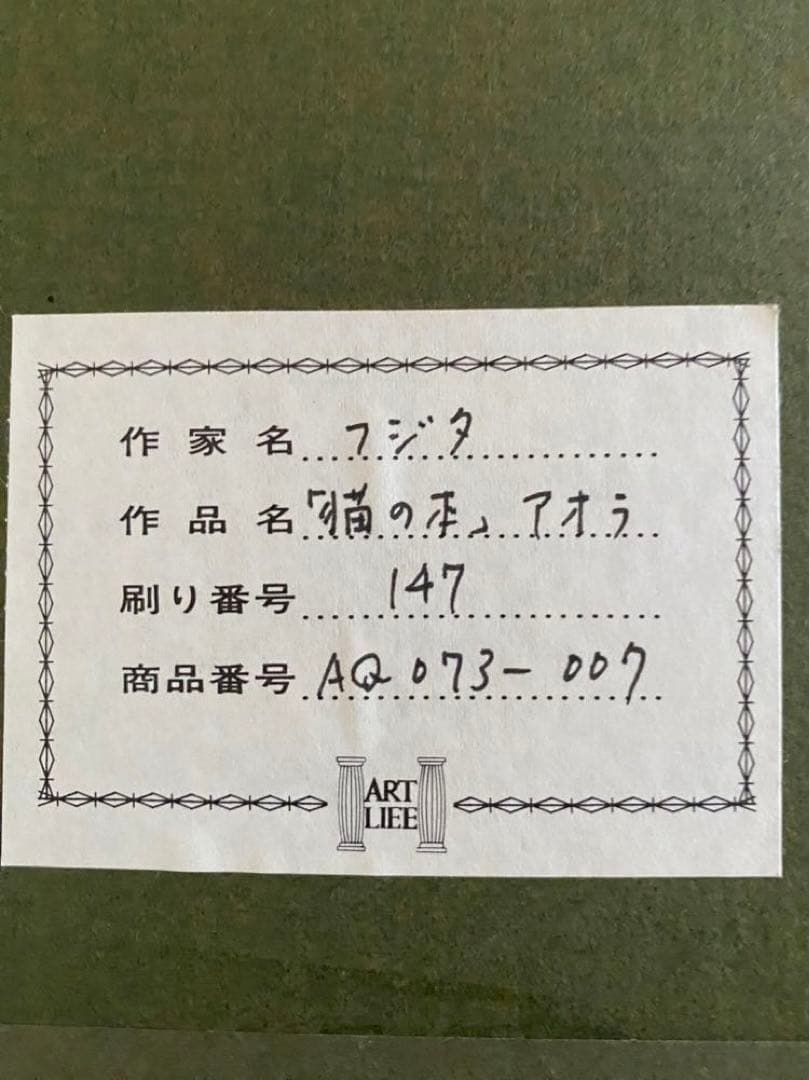 作家名 フジタ
作品名 「猫の本」アオラ
刷り番号 147
商品番号 AQ073-007
ART
LIEE